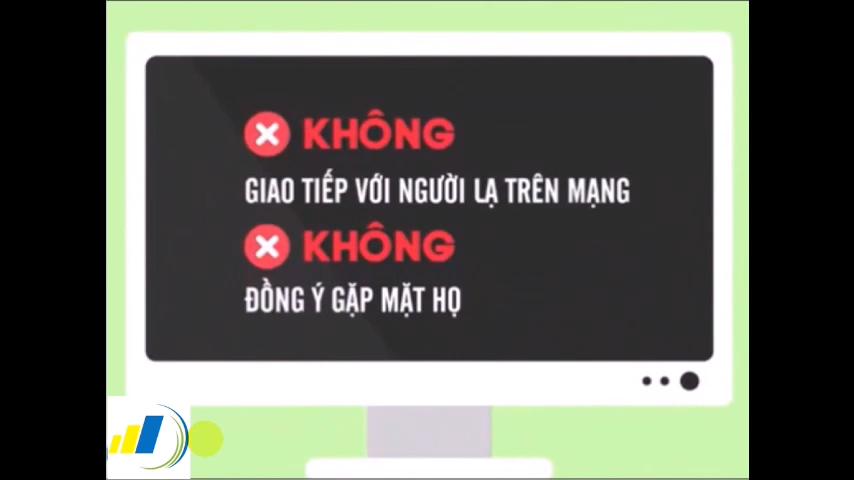 KHÔNG
GIAO TIẾP VỚI NGƯỜI LẠ TRÊN MẠNG
KHÔNG
ĐỒNG Ý GẶP MẶT HỌ